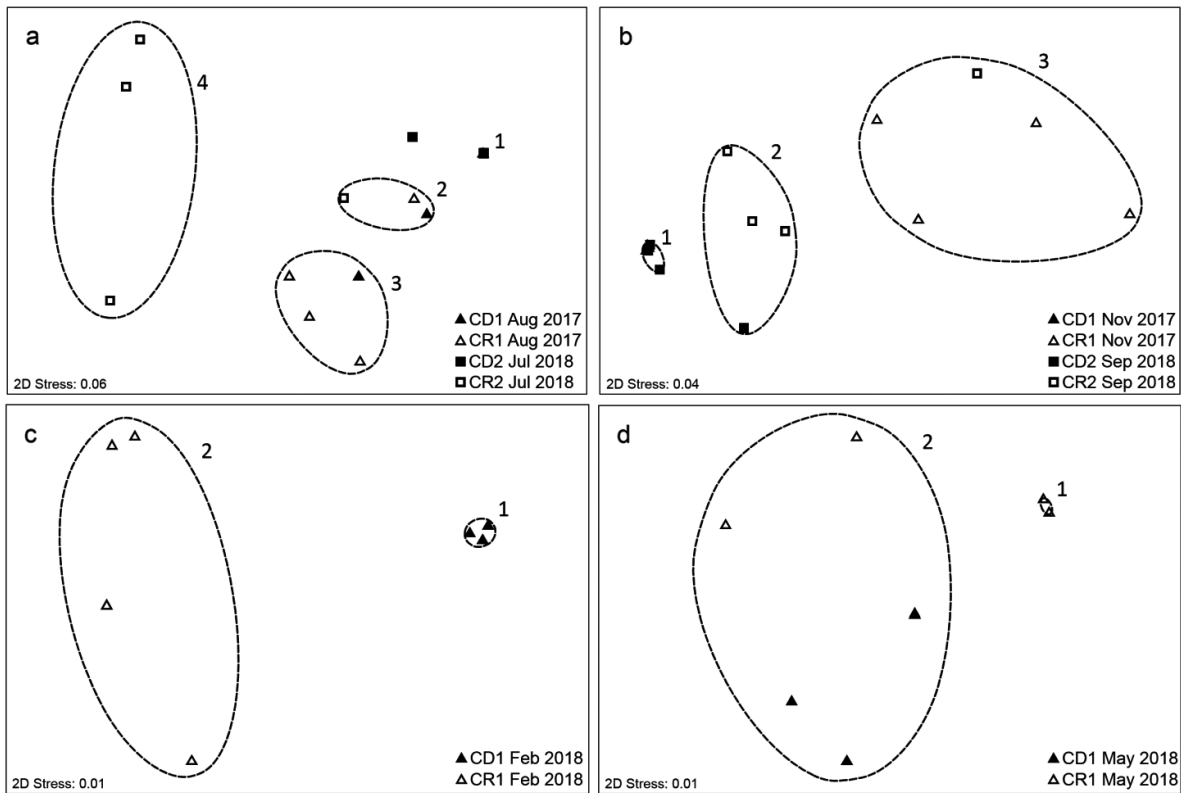 a
4
1
2
3
▲ CD1 Aug 2017
△ CR1 Aug 2017
■ CD2 Jul 2018
□ CR2 Jul 2018
2D Stress: 0.06
b
3
2
1
▲ CD1 Nov 2017
△ CR1 Nov 2017
■ CD2 Sep 2018
□ CR2 Sep 2018
2D Stress: 0.04
c
2
1
▲ CD1 Feb 2018
△ CR1 Feb 2018
2D Stress: 0.01
d
2
1
▲ CD1 May 2018
△ CR1 May 2018
2D Stress: 0.01